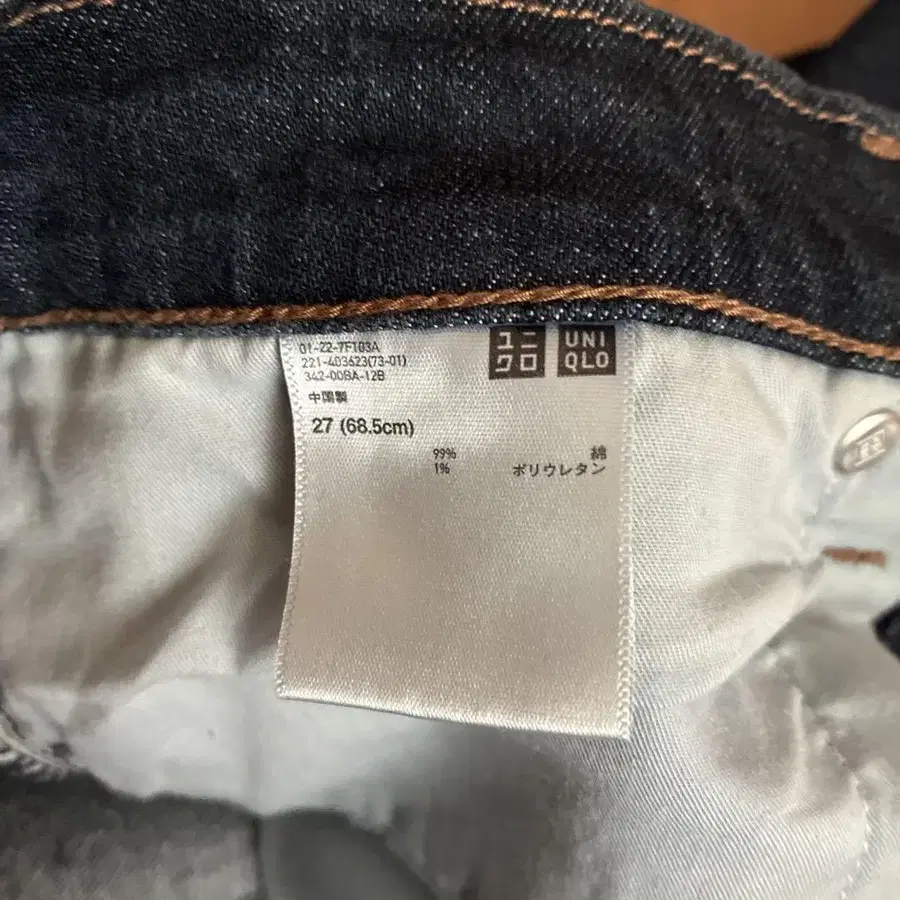 01-22-7F103A
221-403623(73-01)
342-008A-12B
中国製
27 (68.5cm)
99% 綿
1% ポリウレタン
ユニ
クロ
UNI
QLO